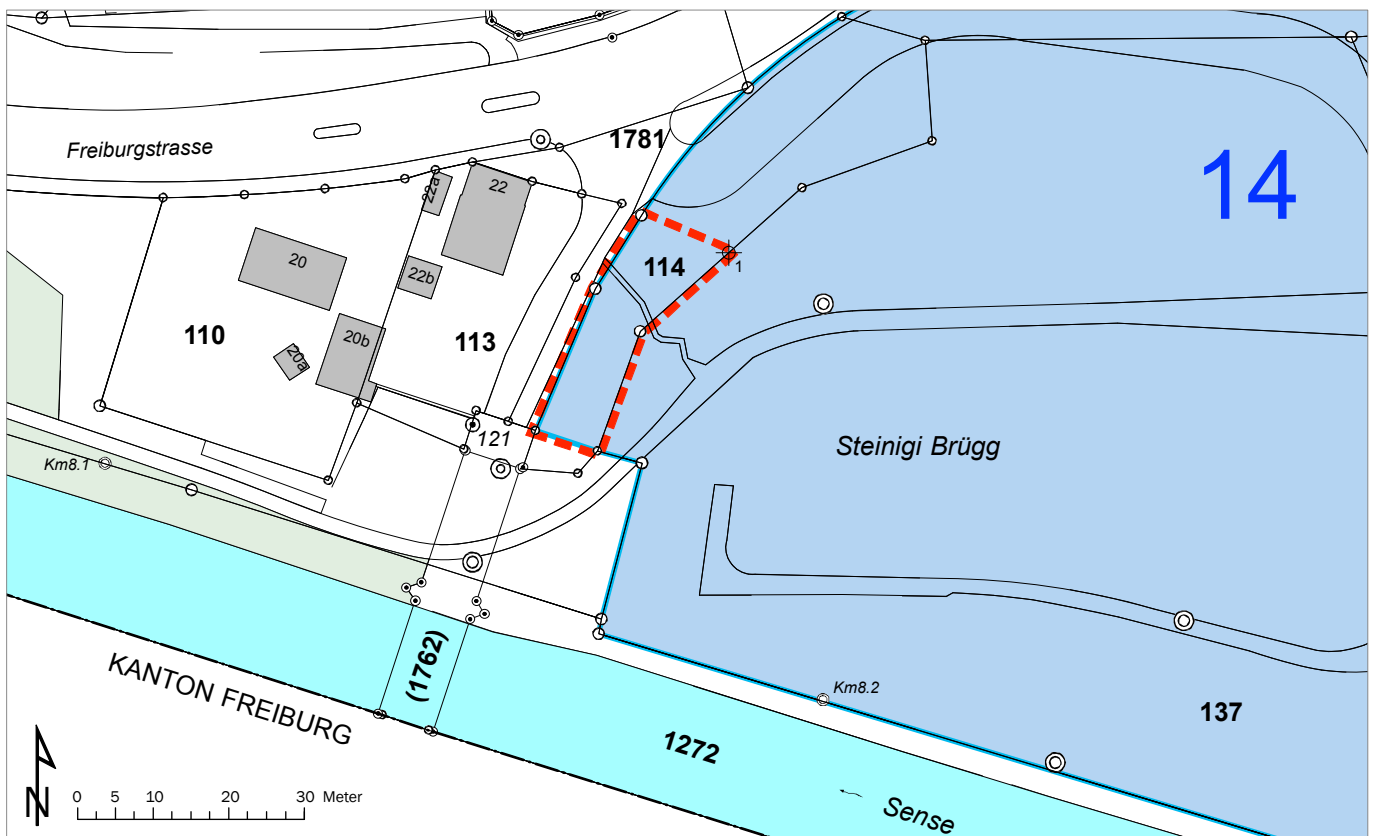 1781
Freiburgstrasse
14
22a
22
20
114
1
22b
110
20b
113
20a
121
Steinigi Brügg
Km8.1
(1762)
KANTON FREIBURG
Km8.2
137
1272
N
0 5 10 20 30 Meter
Sense